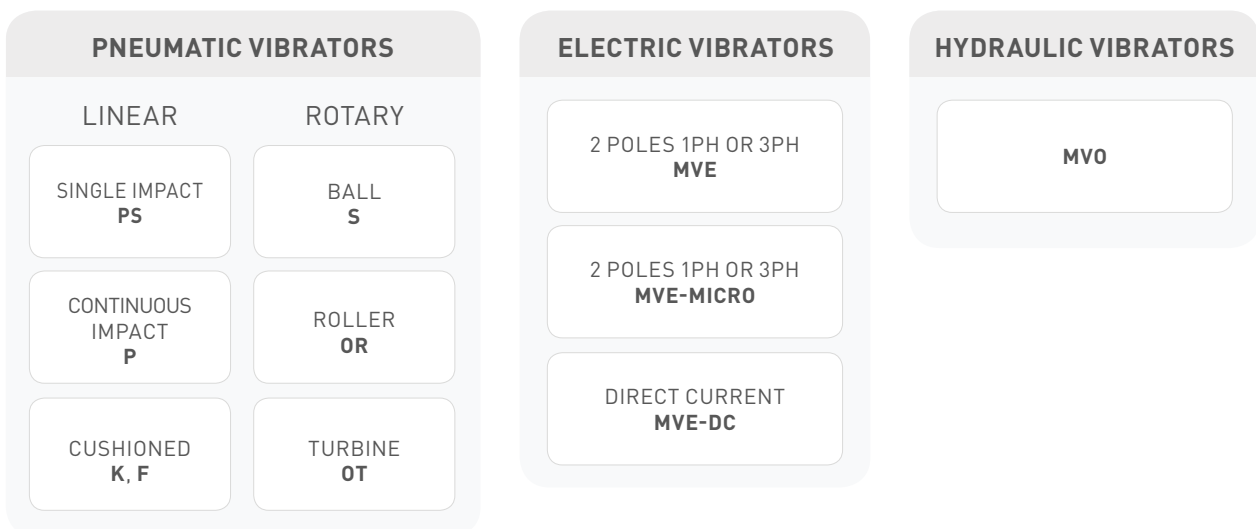 PNEUMATIC VIBRATORS
LINEAR
SINGLE IMPACT
PS
CONTINUOUS
IMPACT
P
CUSHIONED
K, F
ROTARY
BALL
S
ROLLER
OR
TURBINE
OT
ELECTRIC VIBRATORS
2 POLES 1PH OR 3PH
MVE
2 POLES 1PH OR 3PH
MVE-MICRO
DIRECT CURRENT
MVE-DC
HYDRAULIC VIBRATORS
MVO